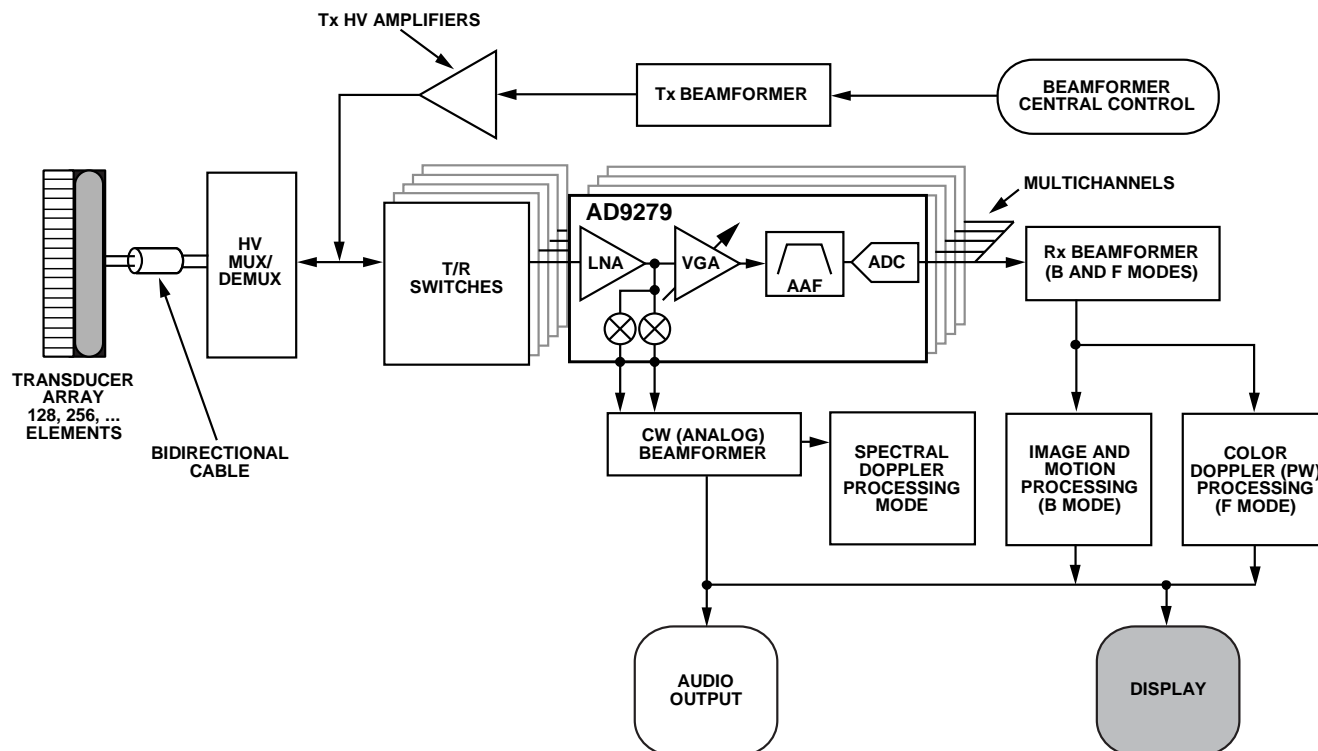 Tx HV AMPLIFIERS
Tx BEAMFORMER
BEAMFORMER
CENTRAL CONTROL
HV
MUX/
DEMUX
T/R
SWITCHES
AD9279
LNA
VGA
AAF
ADC
MULTICHANNELS
Rx BEAMFORMER
(B AND F MODES)
TRANSDUCER
ARRAY
128, 256, ...
ELEMENTS
BIDIRECTIONAL
CABLE
CW (ANALOG)
BEAMFORMER
SPECTRAL
DOPPLER
PROCESSING
MODE
IMAGE AND
MOTION
PROCESSING
(B MODE)
COLOR
DOPPLER (PW)
PROCESSING
(F MODE)
AUDIO
OUTPUT
DISPLAY